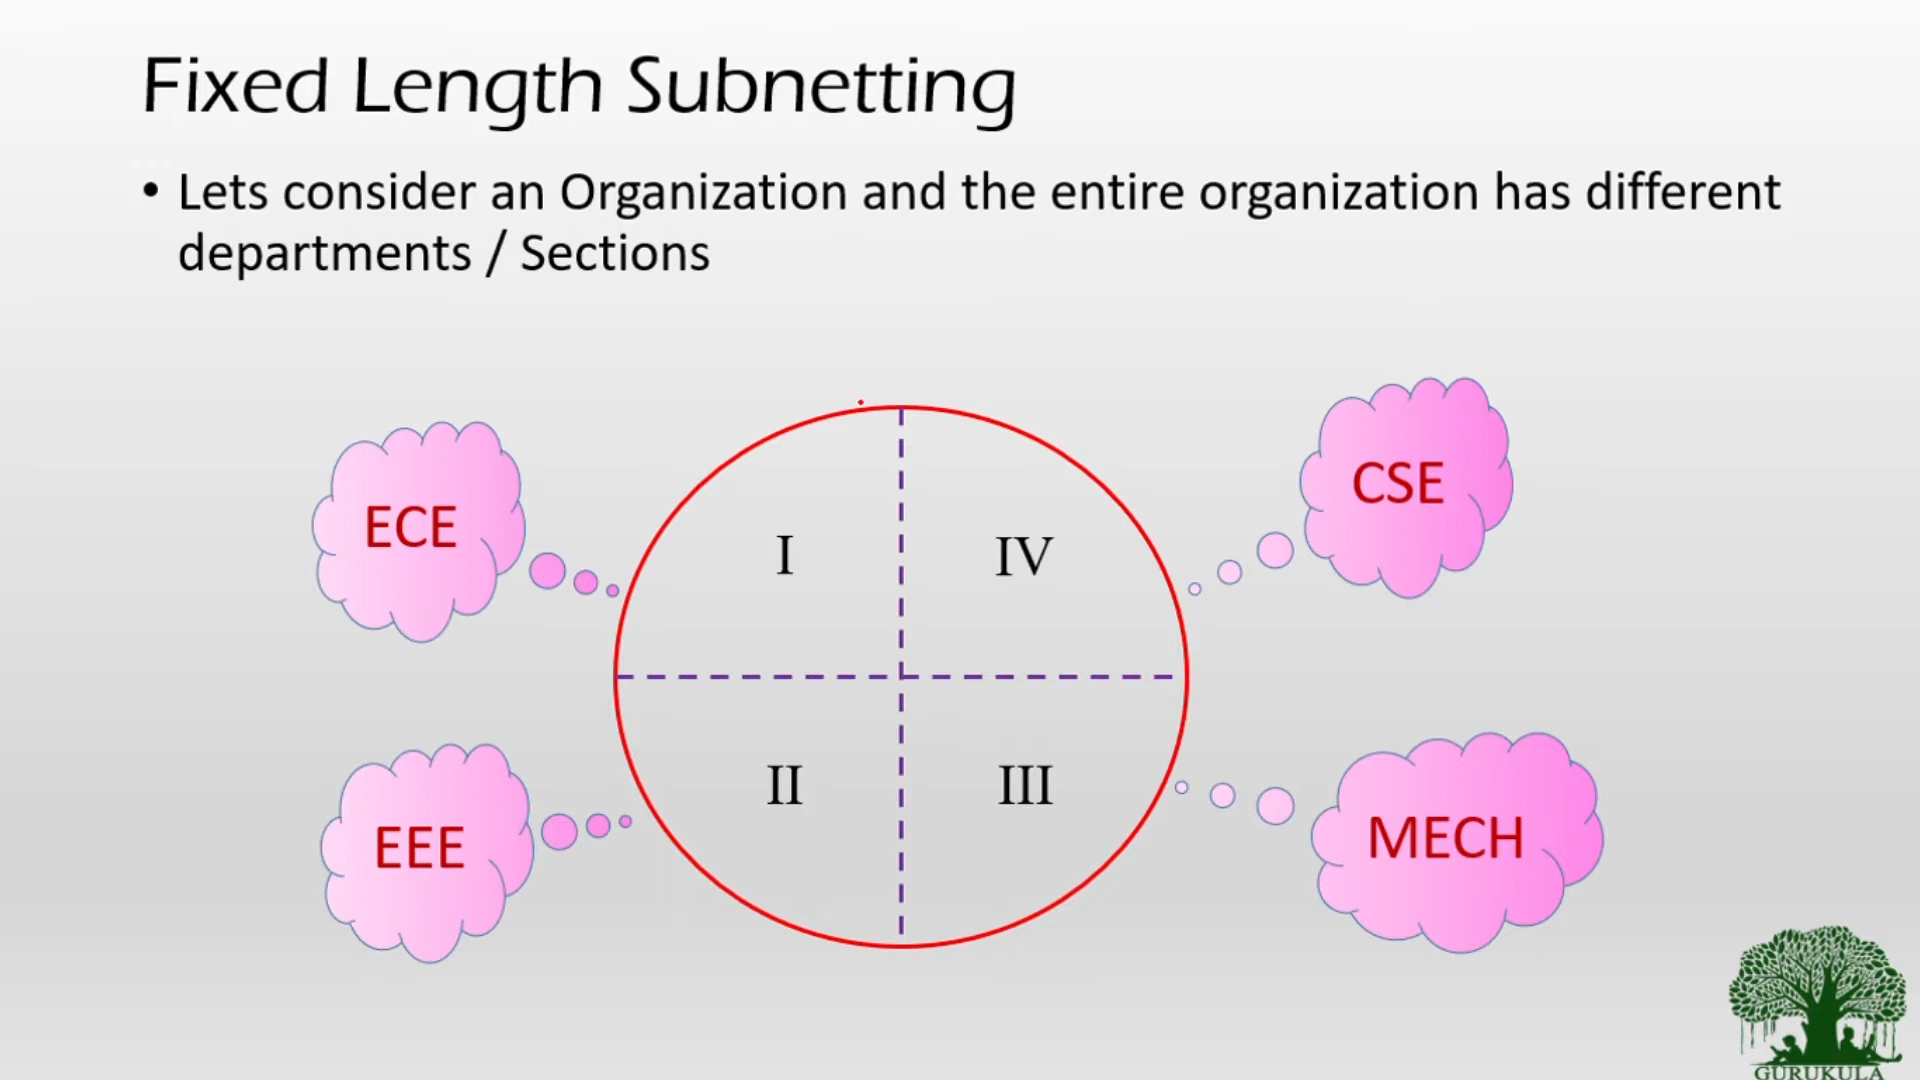 Fixed Length Subnetting
• Lets consider an Organization and the entire organization has different
departments / Sections
ECE
I
IV
CSE
EEE
II
III
MECH
GURUKULA